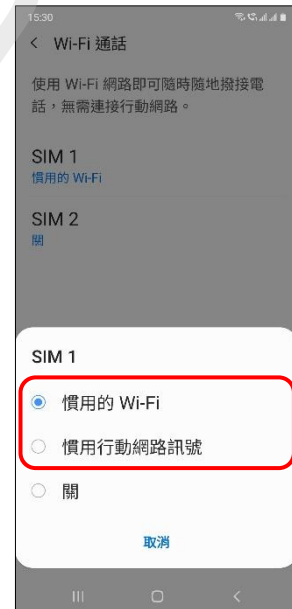 15:30
Wi-Fi 通話
使用 Wi-Fi 網路即可隨時隨地撥接電
話，無需連接行動網路。
SIM 1
慣用的 Wi-Fi
SIM 2
關
SIM 1
慣用的 Wi-Fi
慣用行動網路訊號
關
取消